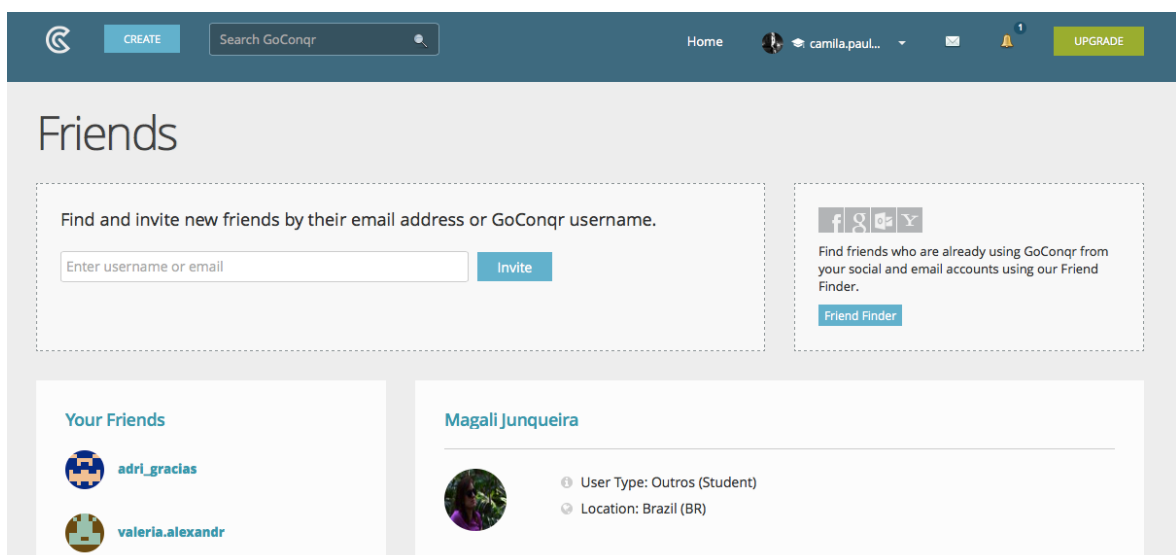 CREATE
Search GoConqr
Home
camila.paul...
1
UPGRADE
Friends
Find and invite new friends by their email address or GoConqr username.
Enter username or email
Invite
Find friends who are already using GoConqr from
your social and email accounts using our Friend
Finder.
Friend Finder
Your Friends
adri_gracias
valeria.alexandr
Magali Junqueira
User Type: Outros (Student)
Location: Brazil (BR)